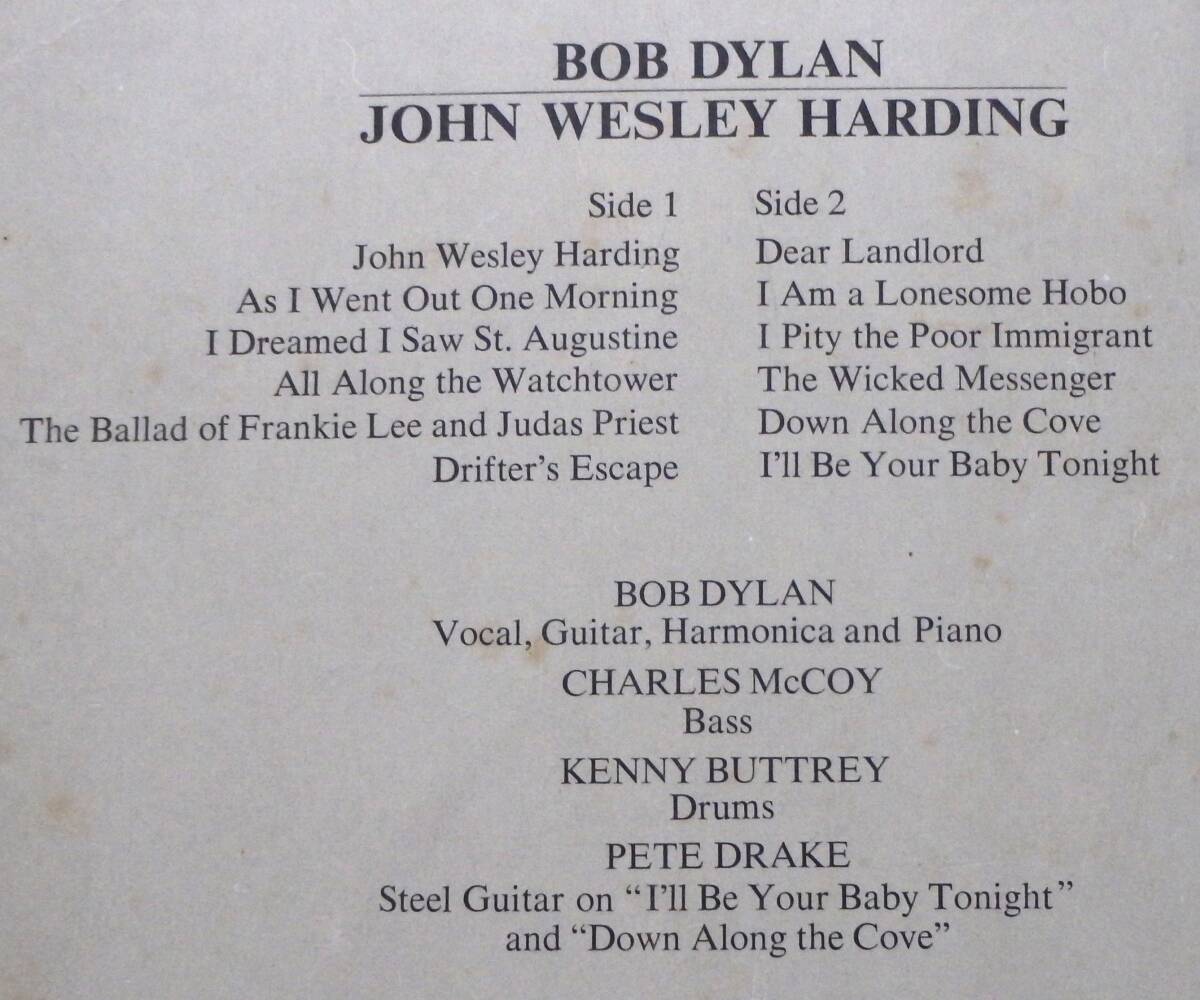 BOB DYLAN
JOHN WESLEY HARDING
Side 1
John Wesley Harding
As I Went Out One Morning
I Dreamed I Saw St. Augustine
All Along the Watchtower
The Ballad of Frankie Lee and Judas Priest
Drifter's Escape
Side 2
Dear Landlord
I Am a Lonesome Hobo
I Pity the Poor Immigrant
The Wicked Messenger
Down Along the Cove
I'll Be Your Baby Tonight
BOB DYLAN
Vocal, Guitar, Harmonica and Piano
CHARLES McCOY
Bass
KENNY BUTTREY
Drums
PETE DRAKE
Steel Guitar on “I'll Be Your Baby Tonight”
and “Down Along the Cove”